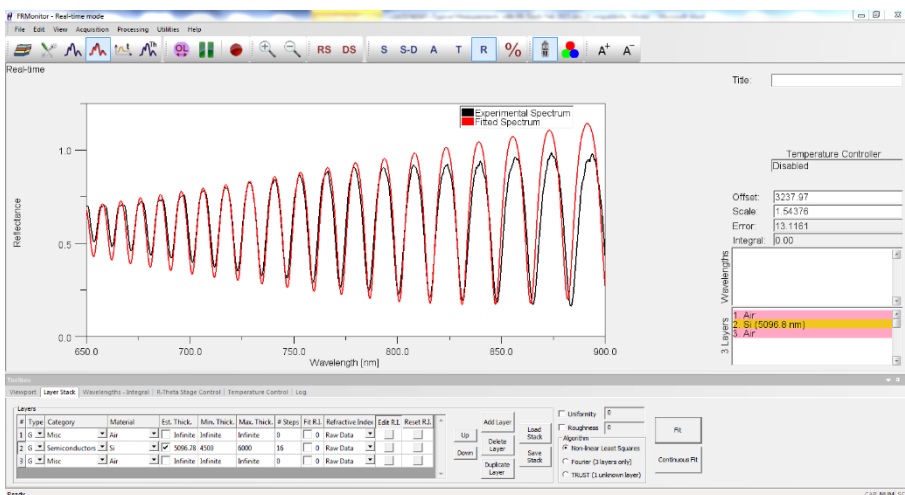 FRMonitor - Real-time mode
File Edit View Acquisition Processing Utilities Help
Th OL RS DS S S-D A T R % A+ A-
Real-time
Title:
Experimental Spectrum
Fitted Spectrum
Temperature Controller
Disabled
Offset: 3237.97
Scale: 1.54376
Error: 13.1161
Integral: 0.00
Wavelengths
3 Layers
1. Air
2. Si (5096.8 nm)
3. Air
Reflectance
1.0
0.5
0.0
650.0 700.0 750.0 800.0 850.0 900.0
Wavelength [nm]
Viewport Layer Stack Wavelengths - Integral R-Theta Stage Control Temperature Control Log
Layers
# Type Category Material Est. Thick. Min. Thick. Max. Thick. # Steps Fit R.I. Refractive Index Edit R.I. Reset R.I.
1 G Misc Air Infinite Infinite Infinite 0 0 Raw Data
2 G Semiconductors Si 5096.78 4500 6000 16 0 Raw Data
3 G Misc Air Infinite Infinite Infinite 0 0 Raw Data
Up
Down
Add Layer
Delete Layer
Duplicate Layer
Load Stack
Save Stack
Uniformity 0
Roughness 0
Algorithm
Non-linear Least Squares
Fourier (3 layers only)
TRUST (1 unknown layer)
Fit
Continuous Fit
Ready
CAP NUM SC